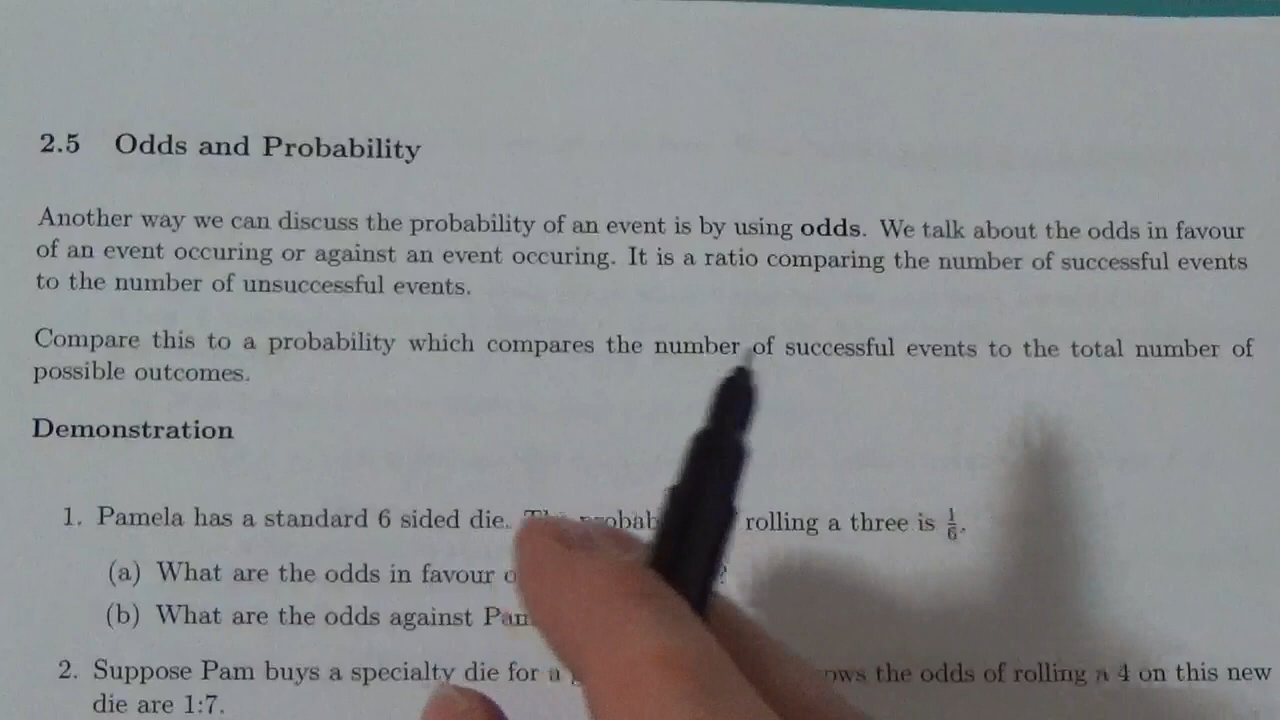 2.5 Odds and Probability
Another way we can discuss the probability of an event is by using odds. We talk about the odds in favour
of an event occuring or against an event occuring. It is a ratio comparing the number of successful events
to the number of unsuccessful events.
Compare this to a probability which compares the number of successful events to the total number of
possible outcomes.
Demonstration
1. Pamela has a standard 6 sided die. rolling a three is 1/6.
(a) What are the odds in favour ?
(b) What are the odds against
2. Suppose Pam buys a specialty die for a the odds of rolling a 4 on this new
die are 1:7.